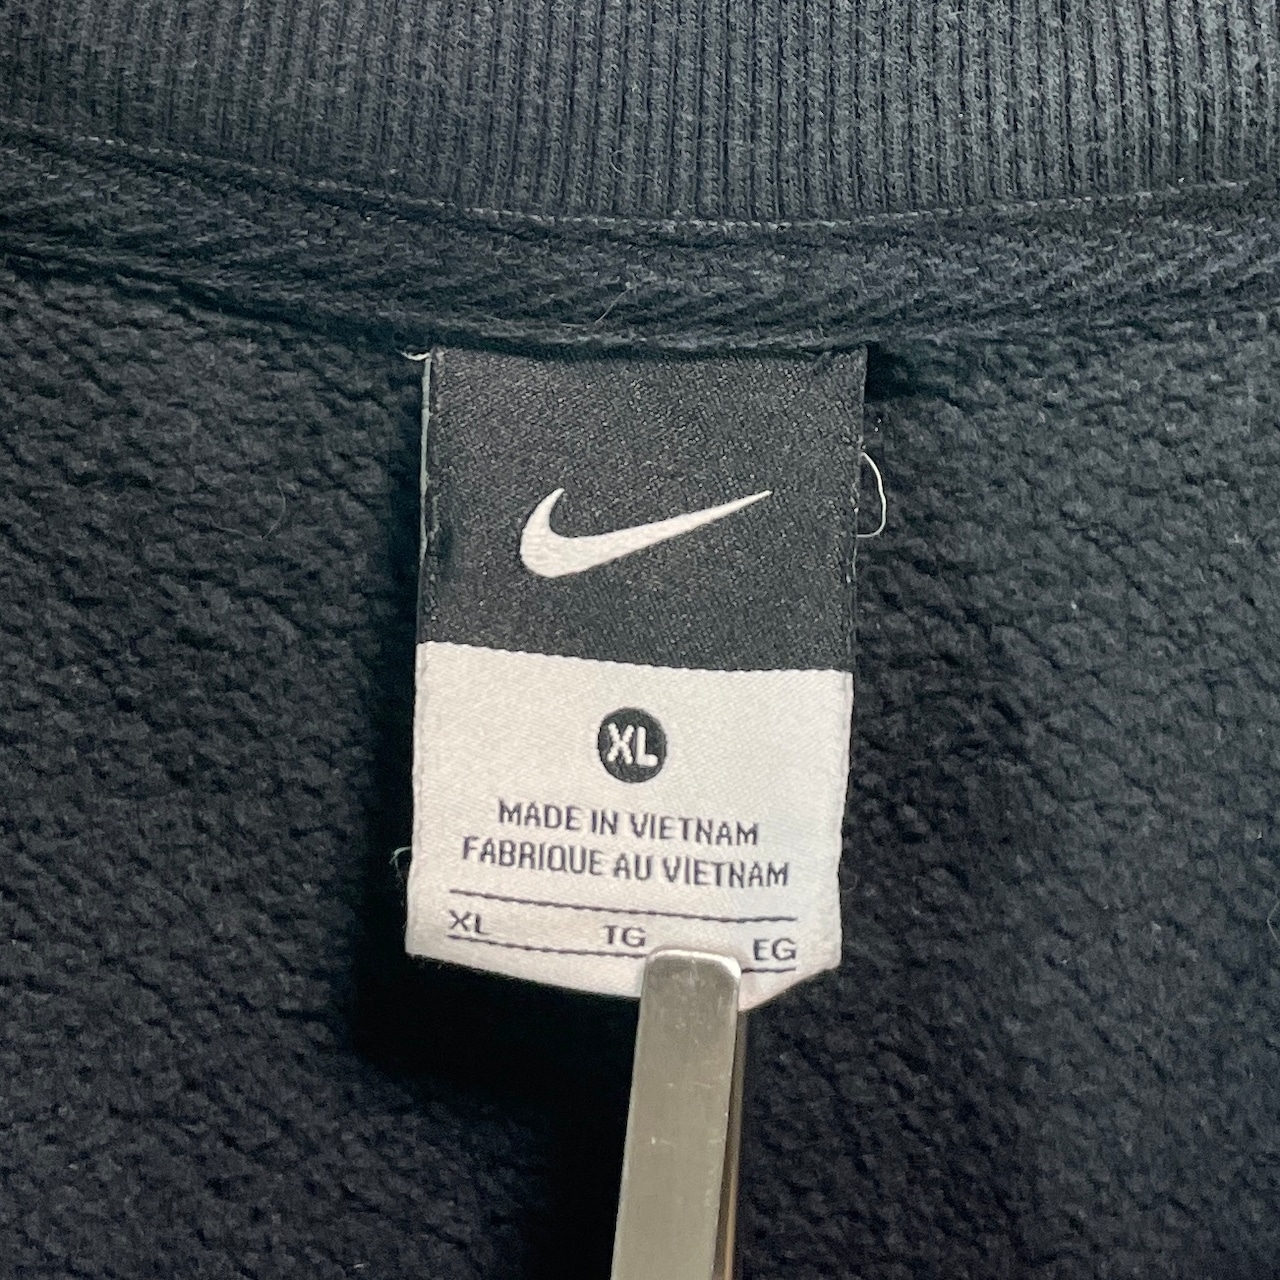 XL
MADE IN VIETNAM
FABRIQUE AU VIETNAM
XL TG EG